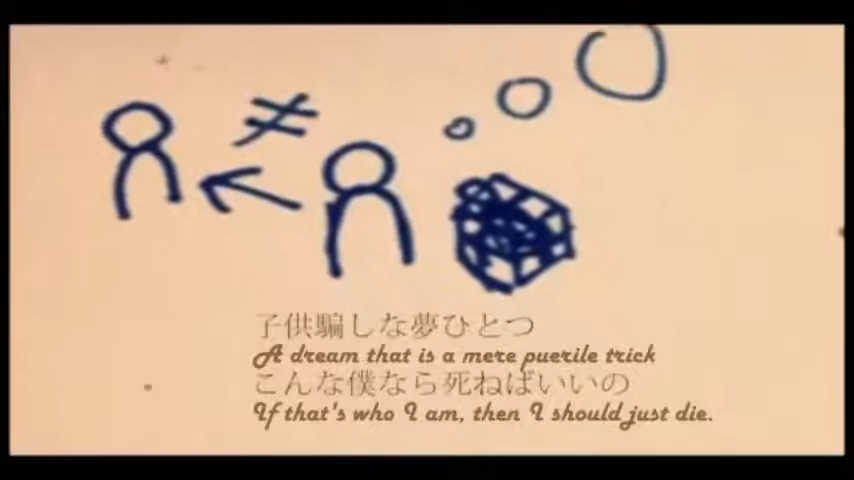 ≠
子供騙しな夢ひとつ
A dream that is a mere puerile trick
こんな僕なら死ねばいいの
If that's who I am, then I should just die.